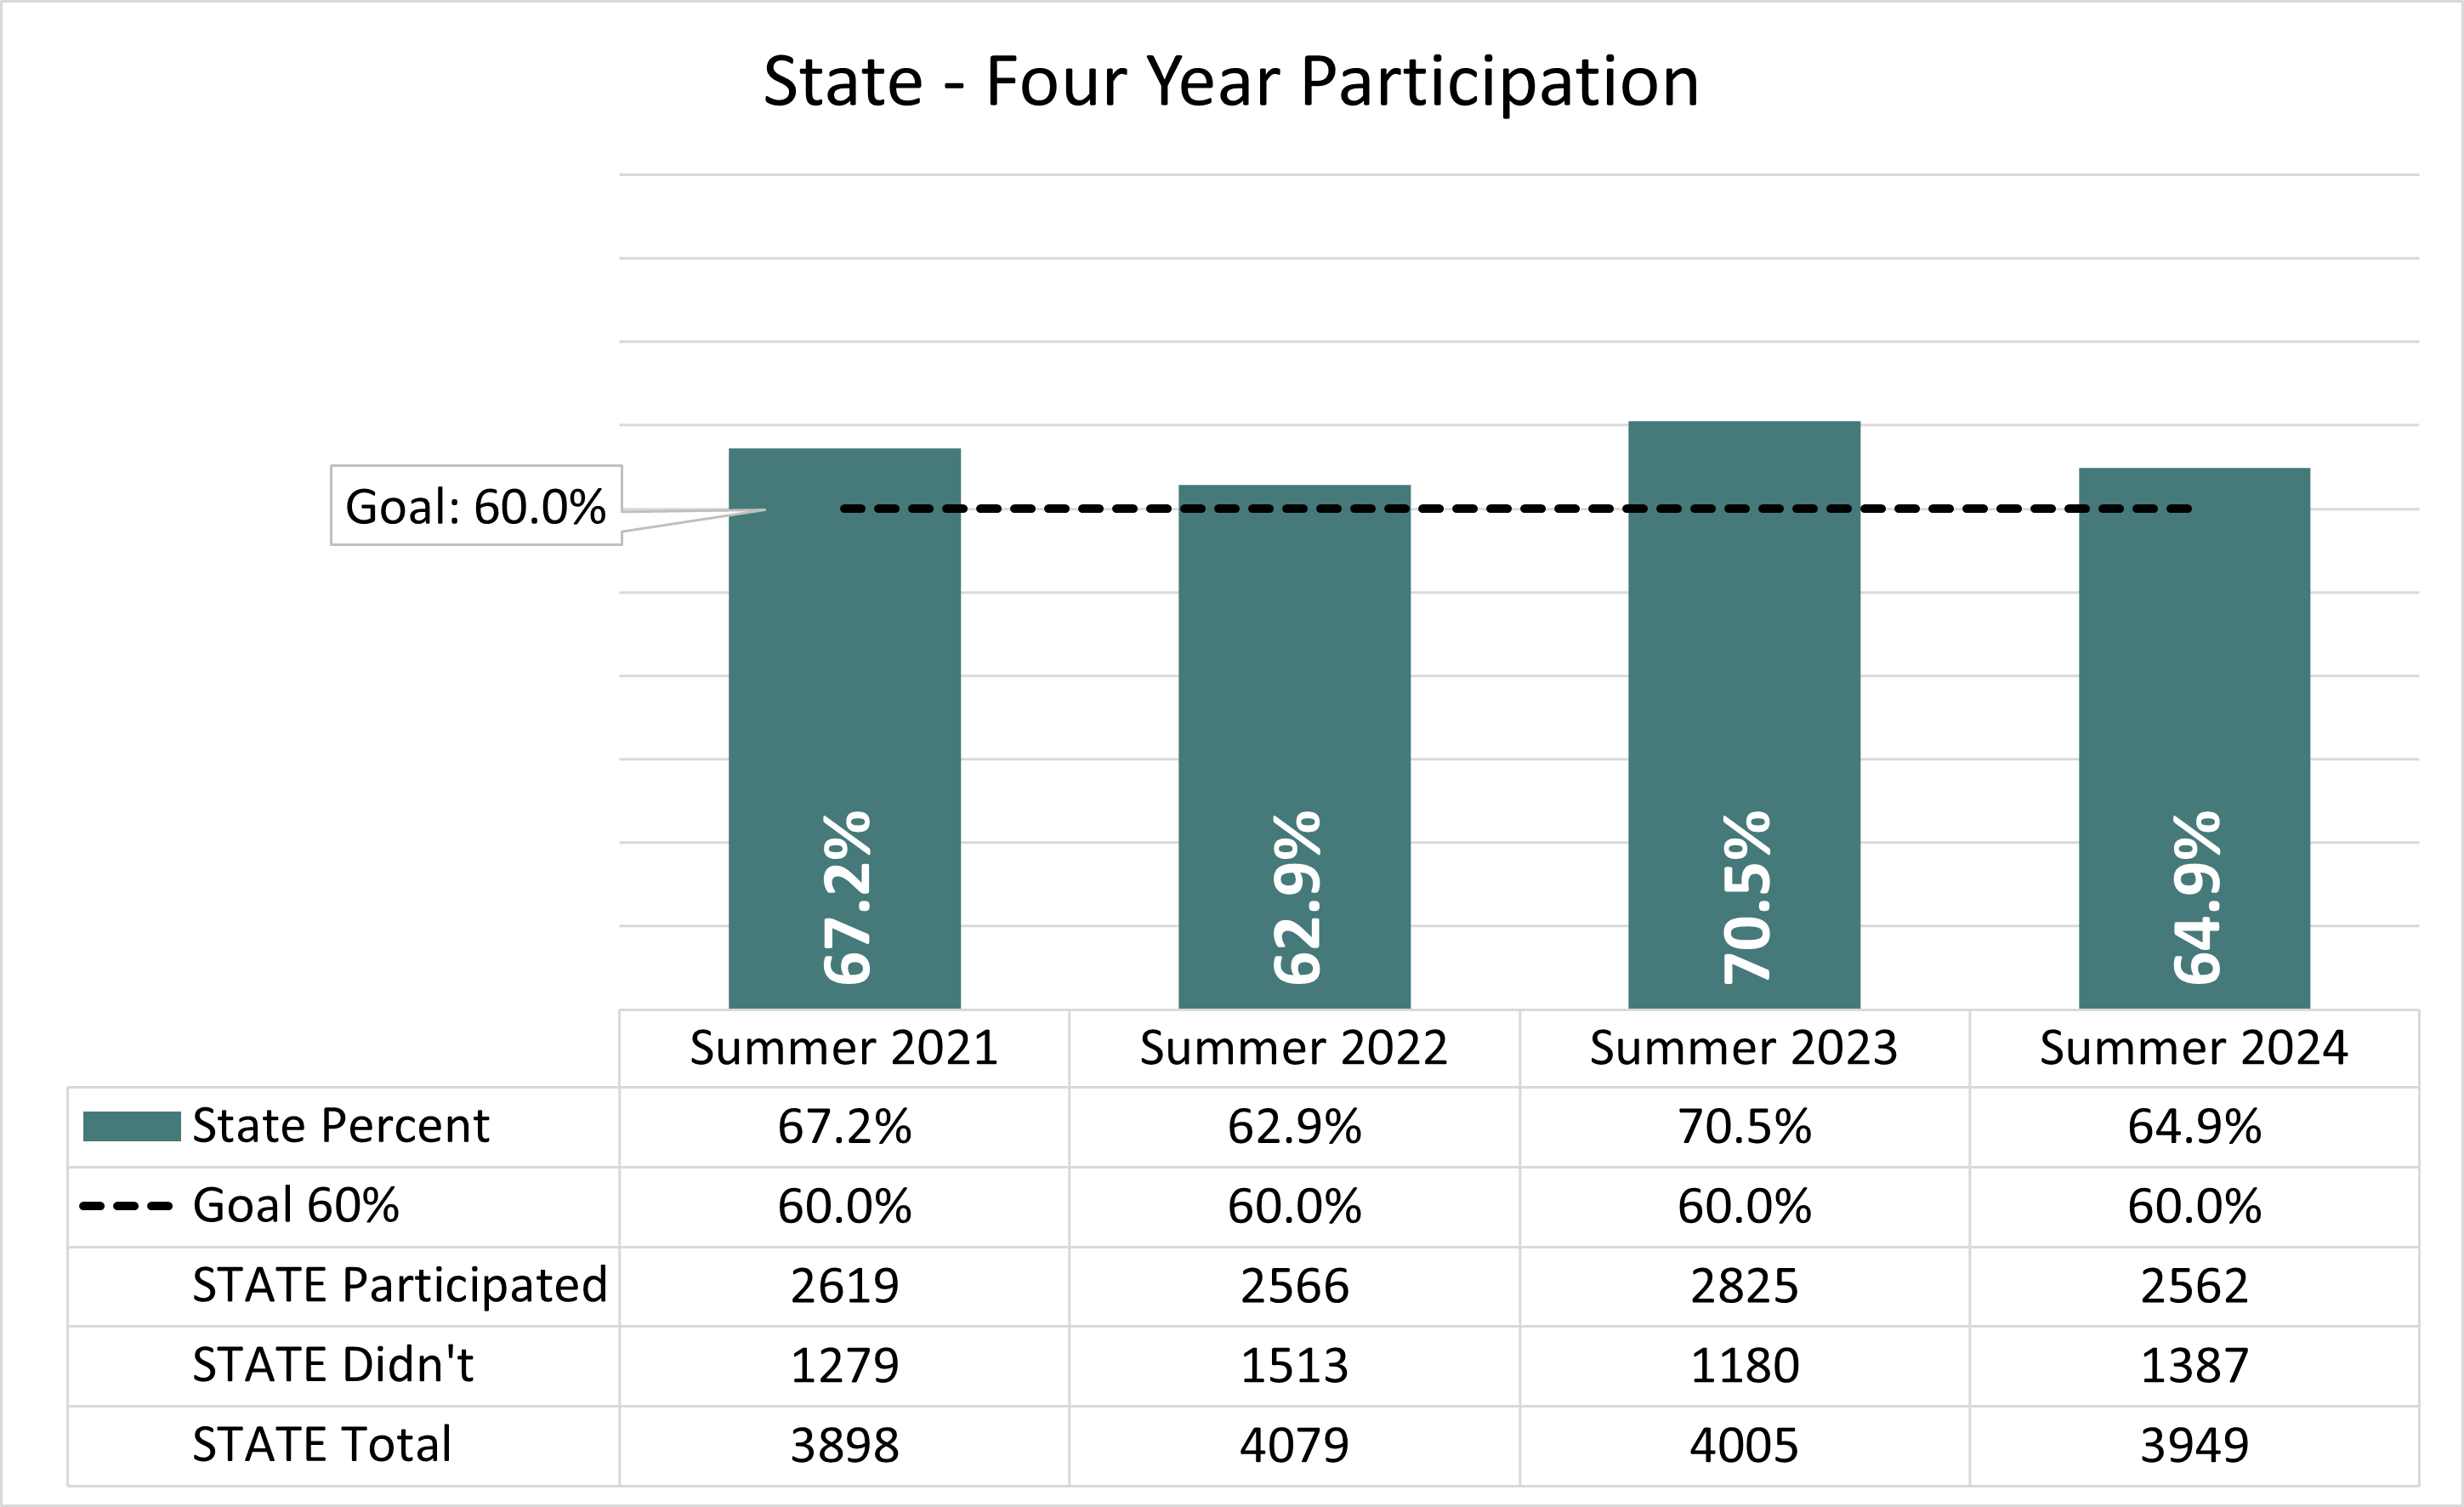 State - Four Year Participation
Goal: 60.0%
67.2%
62.9%
70.5%
64.9%
Summer 2021 Summer 2022 Summer 2023 Summer 2024
State Percent 67.2% 62.9% 70.5% 64.9%
Goal 60% 60.0% 60.0% 60.0% 60.0%
STATE Participated 2619 2566 2825 2562
STATE Didn't 1279 1513 1180 1387
STATE Total 3898 4079 4005 3949